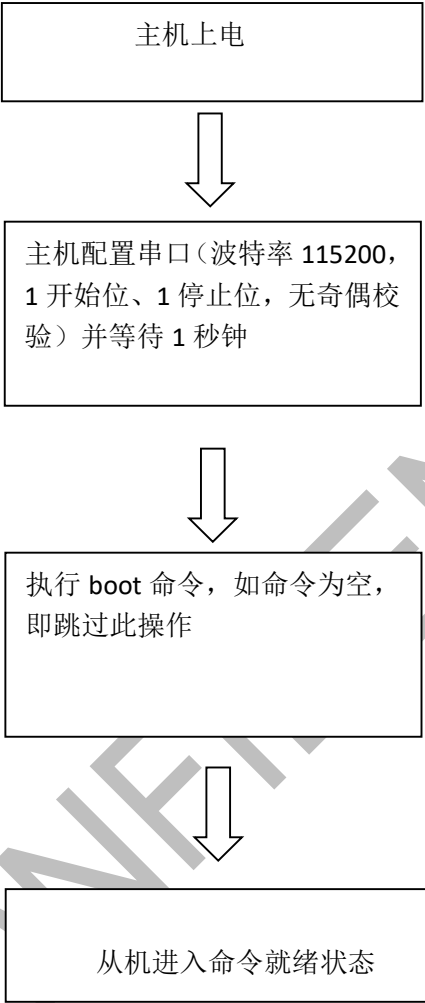 主机上电
主机配置串口（波特率 115200，
1 开始位、1 停止位，无奇偶校
验）并等待 1 秒钟
执行 boot 命令，如命令为空，
即跳过此操作
从机进入命令就绪状态